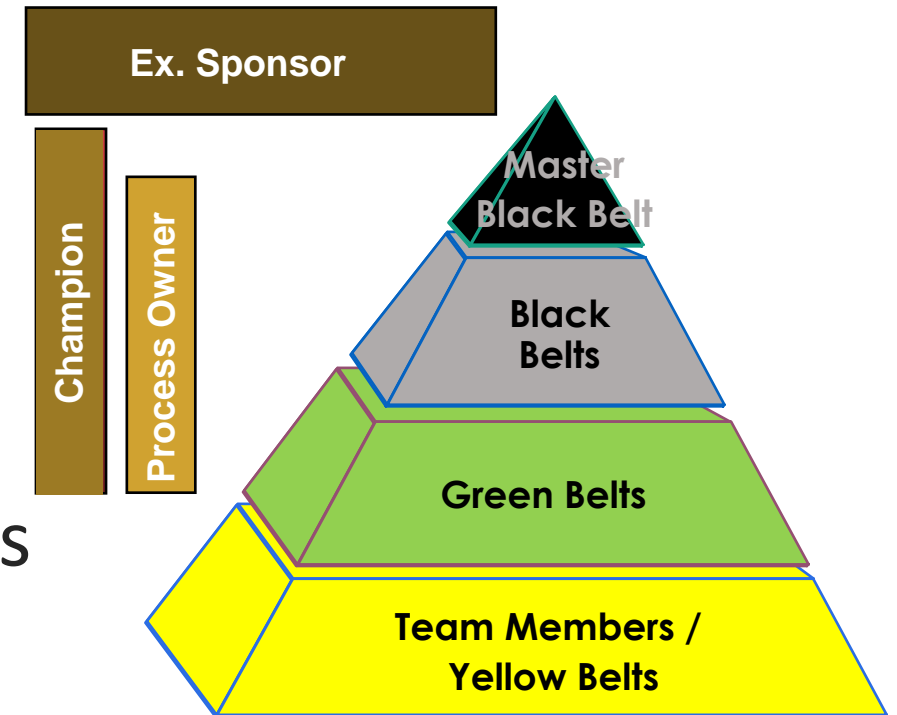 Ex. Sponsor
Champion
Process Owner
Master
Black Belt
Black
Belts
Green Belts
s
Team Members /
Yellow Belts